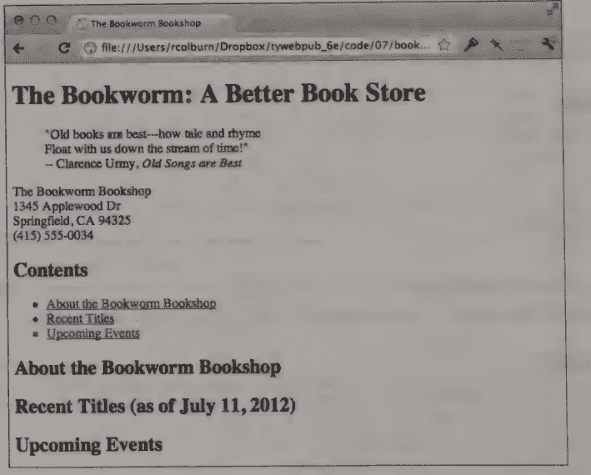 The Bookworm Bookshop
file:///Users/rcolburn/Dropbox/tywebpub_6e/code/07/book...
The Bookworm: A Better Book Store
"Old books are best---how tale and rhyme
Float with us down the stream of time!"
-- Clarence Urmy, Old Songs are Best
The Bookworm Bookshop
1345 Applewood Dr
Springfield, CA 94325
(415) 555-0034
Contents
About the Bookworm Bookshop
Recent Titles
Upcoming Events
About the Bookworm Bookshop
Recent Titles (as of July 11, 2012)
Upcoming Events